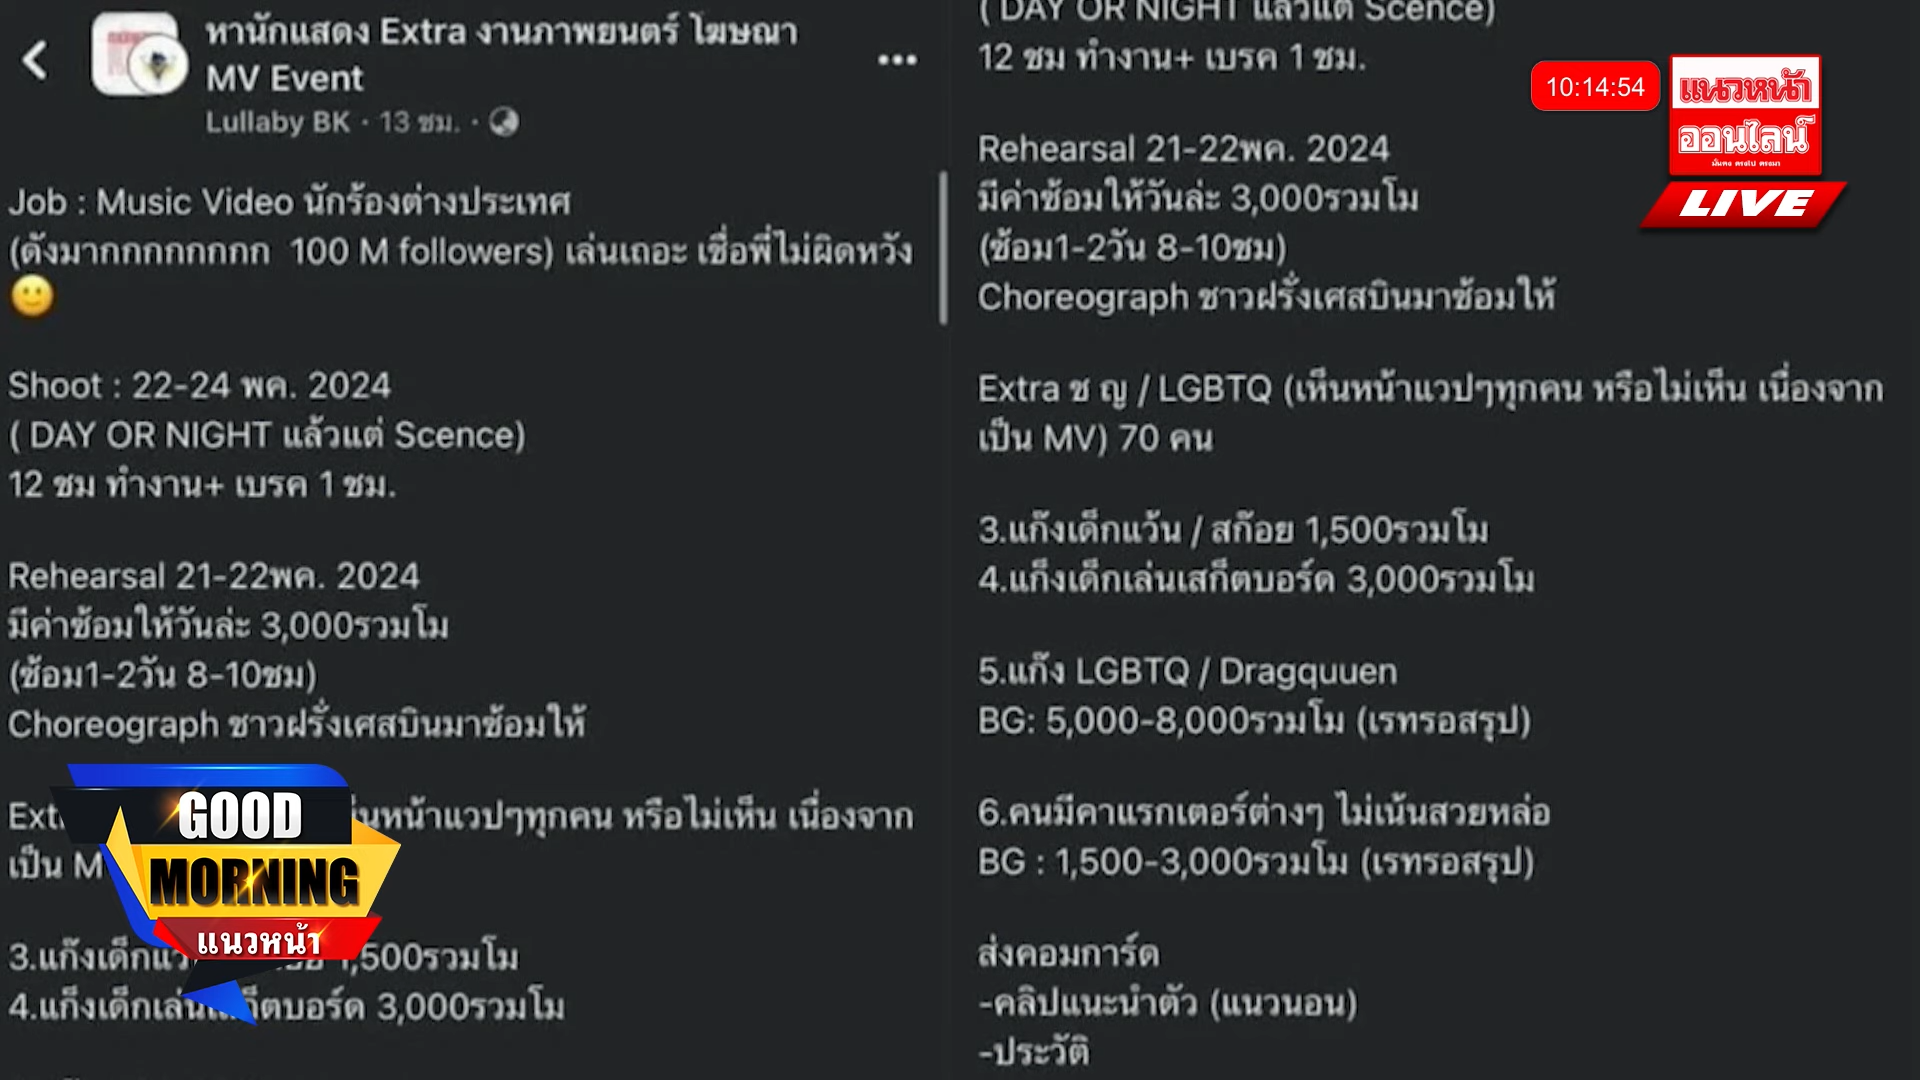 หานักแสดง Extra งานภาพยนตร์ โฆษณา
MV Event
Lullaby BK · 13 ชม. ·
Job : Music Video นักร้องต่างประเทศ
(ดังมากกกกกกกกก 100 M followers) เล่นเถอะ เชื่อพี่ไม่ผิดหวัง
🙂
Shoot : 22-24 พค. 2024
( DAY OR NIGHT แล้วแต่ Scence)
12 ชม ทำงาน+ เบรค 1 ชม.
Rehearsal 21-22พค. 2024
มีค่าซ้อมให้วันล่ะ 3,000รวมโม
(ซ้อม1-2วัน 8-10ชม)
Choreograph ชาวฝรั่งเศสบินมาซ้อมให้
หน้าแวปๆทุกคน หรือไม่เห็น เนื่องจาก
เป็น M
3.แก๊งเด็กแว 1,500รวมโม
4.แก็งเด็กเล่น ก็ตบอร์ด 3,000รวมโม
GOOD
MORNING
แนวหน้า
( DAY OR NIGHT แล้วแต่ Scence)
12 ชม ทำงาน+ เบรค 1 ชม.
Rehearsal 21-22พค. 2024
มีค่าซ้อมให้วันล่ะ 3,000รวมโม
(ซ้อม1-2วัน 8-10ชม)
Choreograph ชาวฝรั่งเศสบินมาซ้อมให้
Extra ช ญ / LGBTQ (เห็นหน้าแวปๆทุกคน หรือไม่เห็น เนื่องจาก
เป็น MV) 70 คน
3.แก๊งเด็กแว้น / สก๊อย 1,500รวมโม
4.แก็งเด็กเล่นเสก็ตบอร์ด 3,000รวมโม
5.แก๊ง LGBTQ / Dragquuen
BG: 5,000-8,000รวมโม (เรทรอสรุป)
6.คนมีคาแรกเตอร์ต่างๆ ไม่เน้นสวยหล่อ
BG : 1,500-3,000รวมโม (เรทรอสรุป)
ส่งคอมการ์ด
-คลิปแนะนำตัว (แนวนอน)
-ประวัติ
10:14:54
แนวหน้า
ออนไลน์
มั่นคง ตรงไป ตรงมา
LIVE